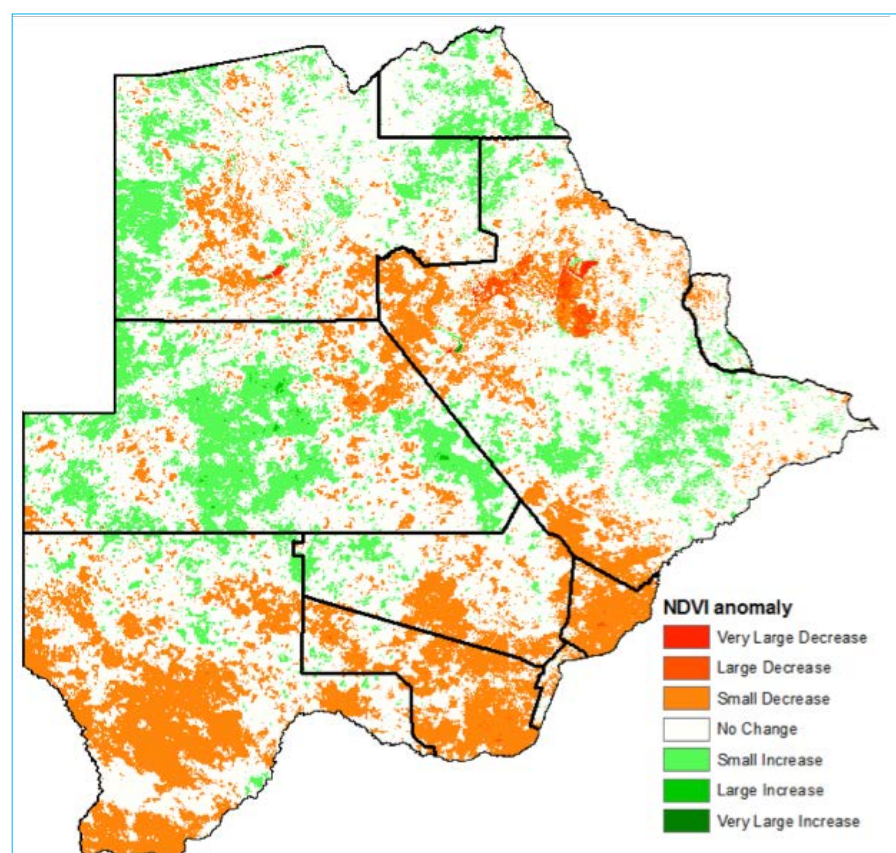 NDVI anomaly
Very Large Decrease
Large Decrease
Small Decrease
No Change
Small Increase
Large Increase
Very Large Increase